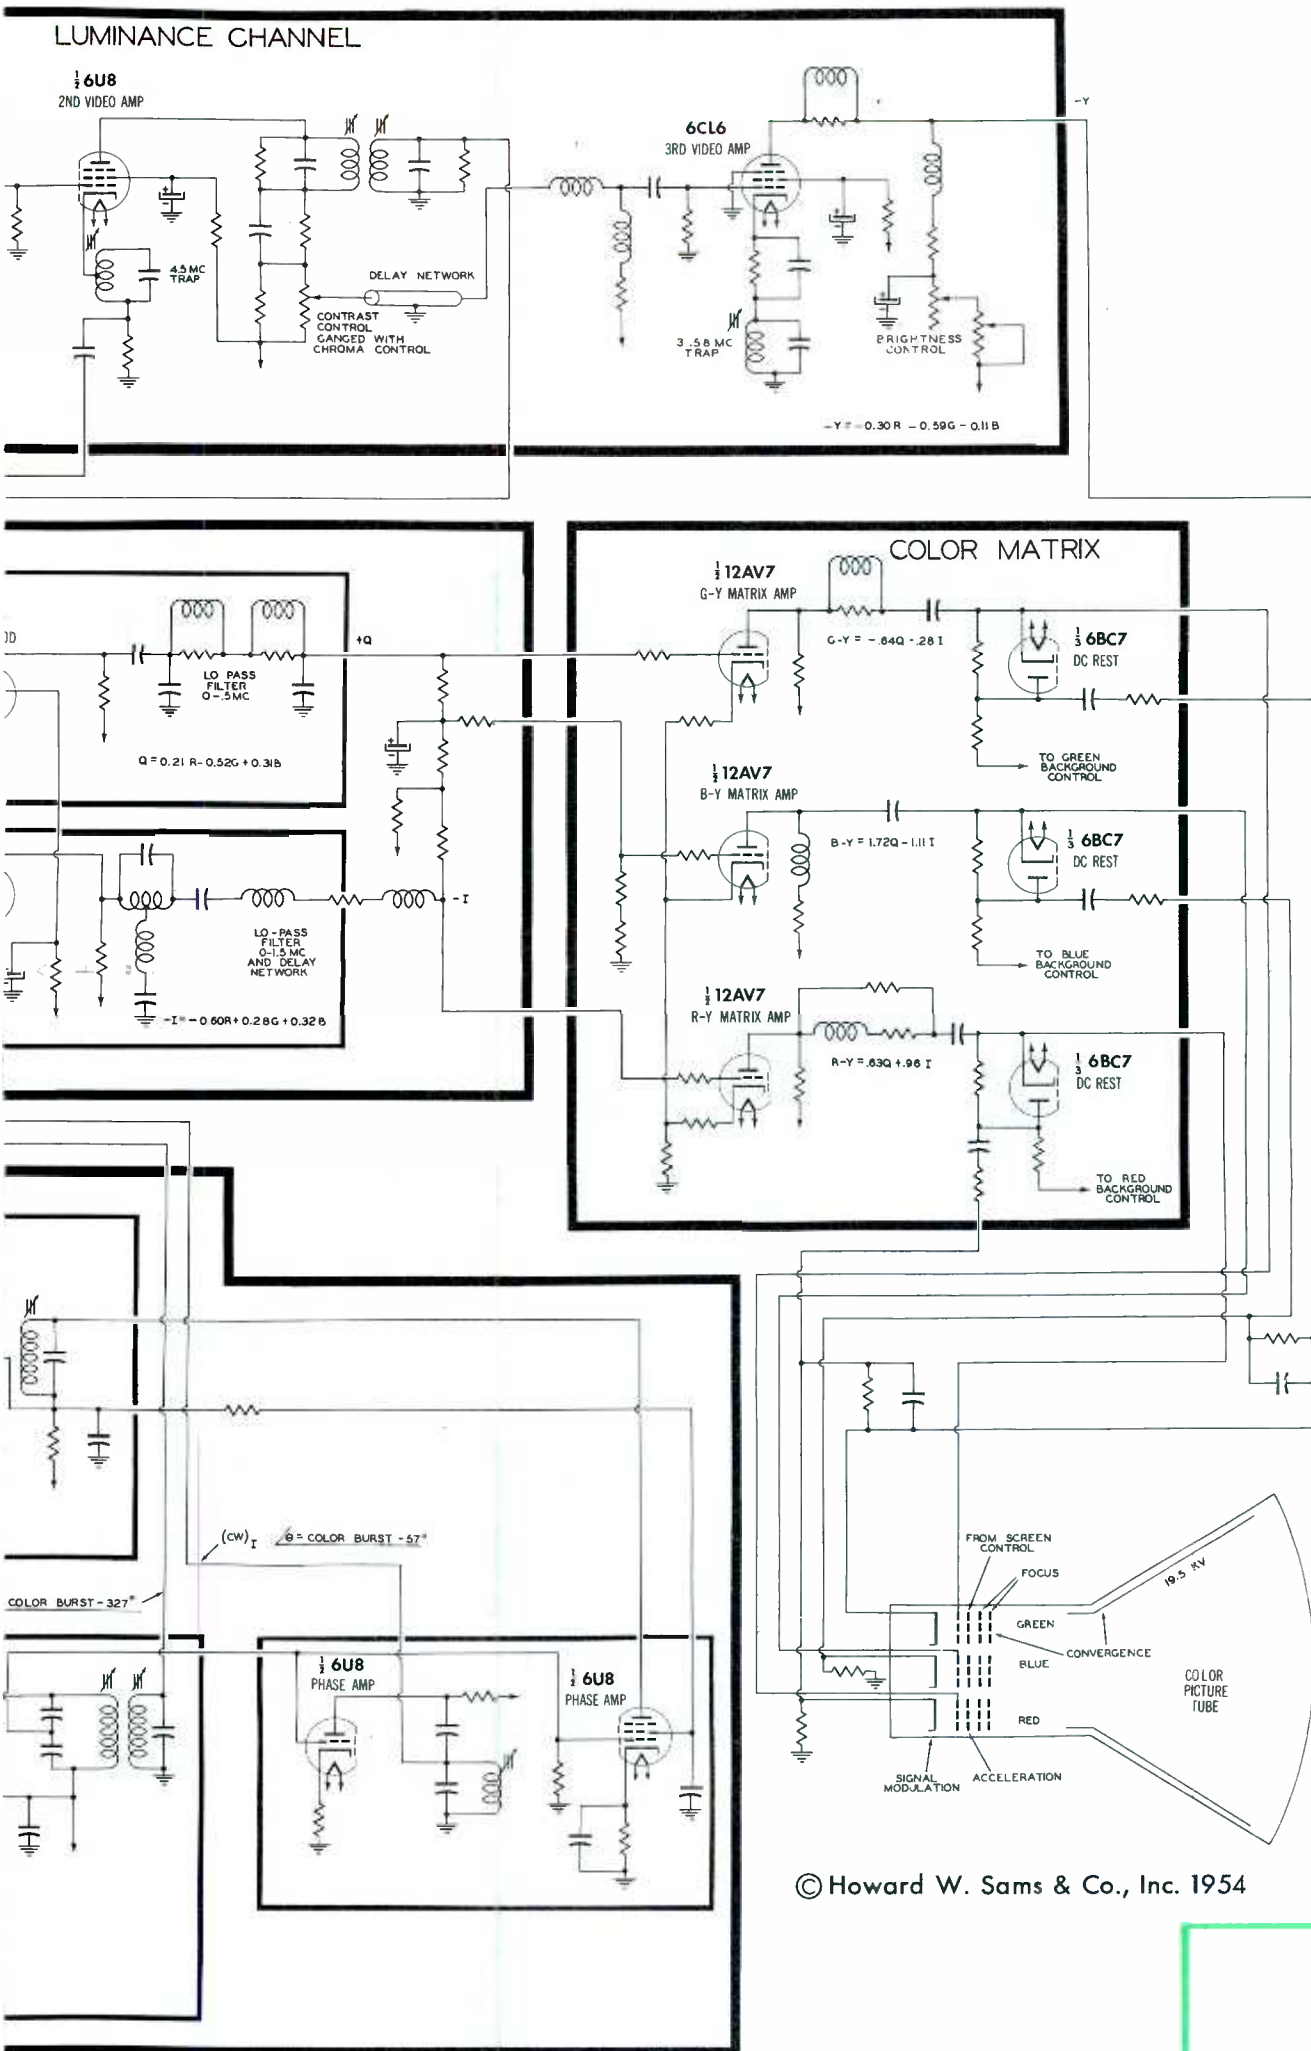 LUMINANCE CHANNEL
½ 6U8
2ND VIDEO AMP
4.5 MC
TRAP
DELAY NETWORK
CONTRAST
CONTROL
GANGED WITH
CHROMA CONTROL
6CL6
3RD VIDEO AMP
3.58 MC
TRAP
BRIGHTNESS
CONTROL
-Y
-Y = -0.30R -0.59G -0.11B
COLOR MATRIX
½ 12AV7
G-Y MATRIX AMP
G-Y = -.64Q -.28 I
⅓ 6BC7
DC REST
TO GREEN
BACKGROUND
CONTROL
OD
LO PASS
FILTER
0-.5MC
+Q
Q = 0.21 R- 0.52G + 0.31B
½ 12AV7
B-Y MATRIX AMP
B-Y = 1.72Q -1.11 I
⅓ 6BC7
DC REST
TO BLUE
BACKGROUND
CONTROL
-I
LO-PASS
FILTER
0-1.5 MC
AND DELAY
NETWORK
-I = -0.60R + 0.28G + 0.32B
½ 12AV7
R-Y MATRIX AMP
R-Y = .63Q +.96 I
⅓ 6BC7
DC REST
TO RED
BACKGROUND
CONTROL
(CW)I /θ = COLOR BURST -57°
COLOR BURST - 327°
½ 6U8
PHASE AMP
½ 6U8
PHASE AMP
FROM SCREEN
CONTROL
FOCUS
19.5 KV
GREEN
CONVERGENCE
BLUE
RED
COLOR
PICTURE
TUBE
SIGNAL
MODULATION
ACCELERATION
© Howard W. Sams & Co., Inc. 1954